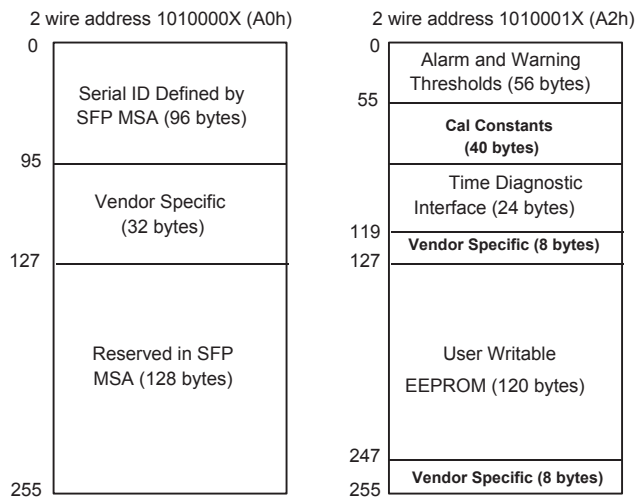 2 wire address 1010000X (A0h)
0
Serial ID Defined by
SFP MSA (96 bytes)
95
Vendor Specific
(32 bytes)
127
Reserved in SFP
MSA (128 bytes)
255
2 wire address 1010001X (A2h)
0
Alarm and Warning
Thresholds (56 bytes)
55
Cal Constants
(40 bytes)
Time Diagnostic
Interface (24 bytes)
119
Vendor Specific (8 bytes)
127
User Writable
EEPROM (120 bytes)
247
Vendor Specific (8 bytes)
255